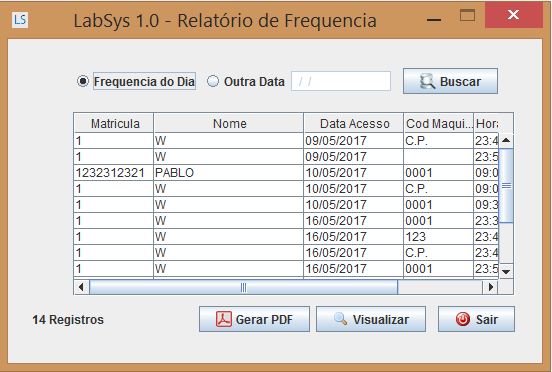 LS LabSys 1.0 - Relatório de Frequencia
Frequencia do Dia Outra Data / / Buscar
Matricula Nome Data Acesso Cod Maqui... Hora
1 W 09/05/2017 C.P. 23:4
1 W 09/05/2017 23:5
1232312321 PABLO 10/05/2017 0001 09:0
1 W 10/05/2017 C.P. 09:0
1 W 10/05/2017 0001 09:3
1 W 16/05/2017 0001 23:3
1 W 16/05/2017 123 23:4
1 W 16/05/2017 C.P. 23:4
1 W 16/05/2017 0001 23:5
14 Registros Gerar PDF Visualizar Sair